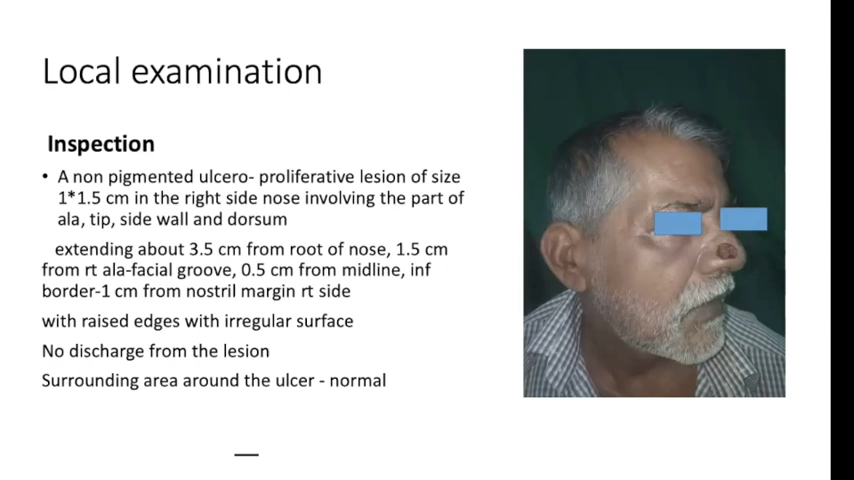 Local examination
Inspection
• A non pigmented ulcero- proliferative lesion of size
1*1.5 cm in the right side nose involving the part of
ala, tip, side wall and dorsum
extending about 3.5 cm from root of nose, 1.5 cm
from rt ala-facial groove, 0.5 cm from midline, inf
border-1 cm from nostril margin rt side
with raised edges with irregular surface
No discharge from the lesion
Surrounding area around the ulcer - normal